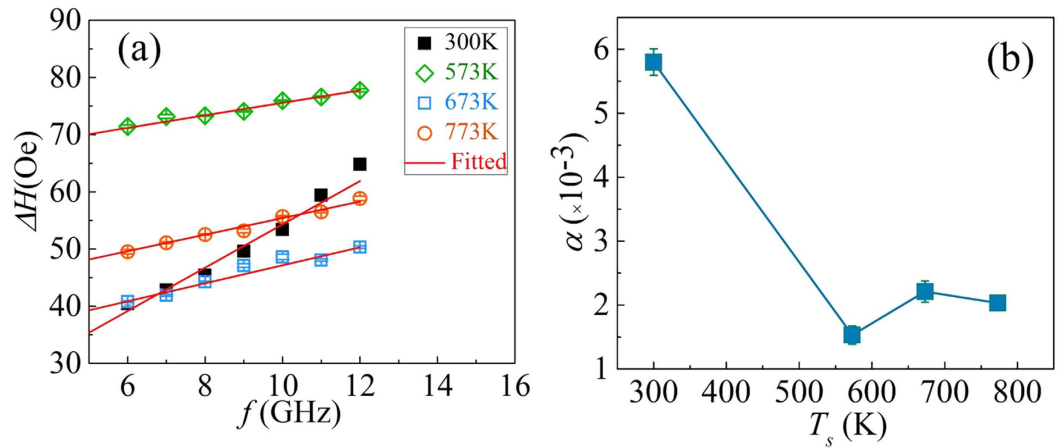 (a)
300K
573K
673K
773K
Fitted
90
80
70
60
50
40
30
6
8
10
12
14
16
ΔH(Oe)
f (GHz)
(b)
6
5
4
3
2
1
300
400
500
600
700
800
α (×10⁻³)
Tₛ (K)